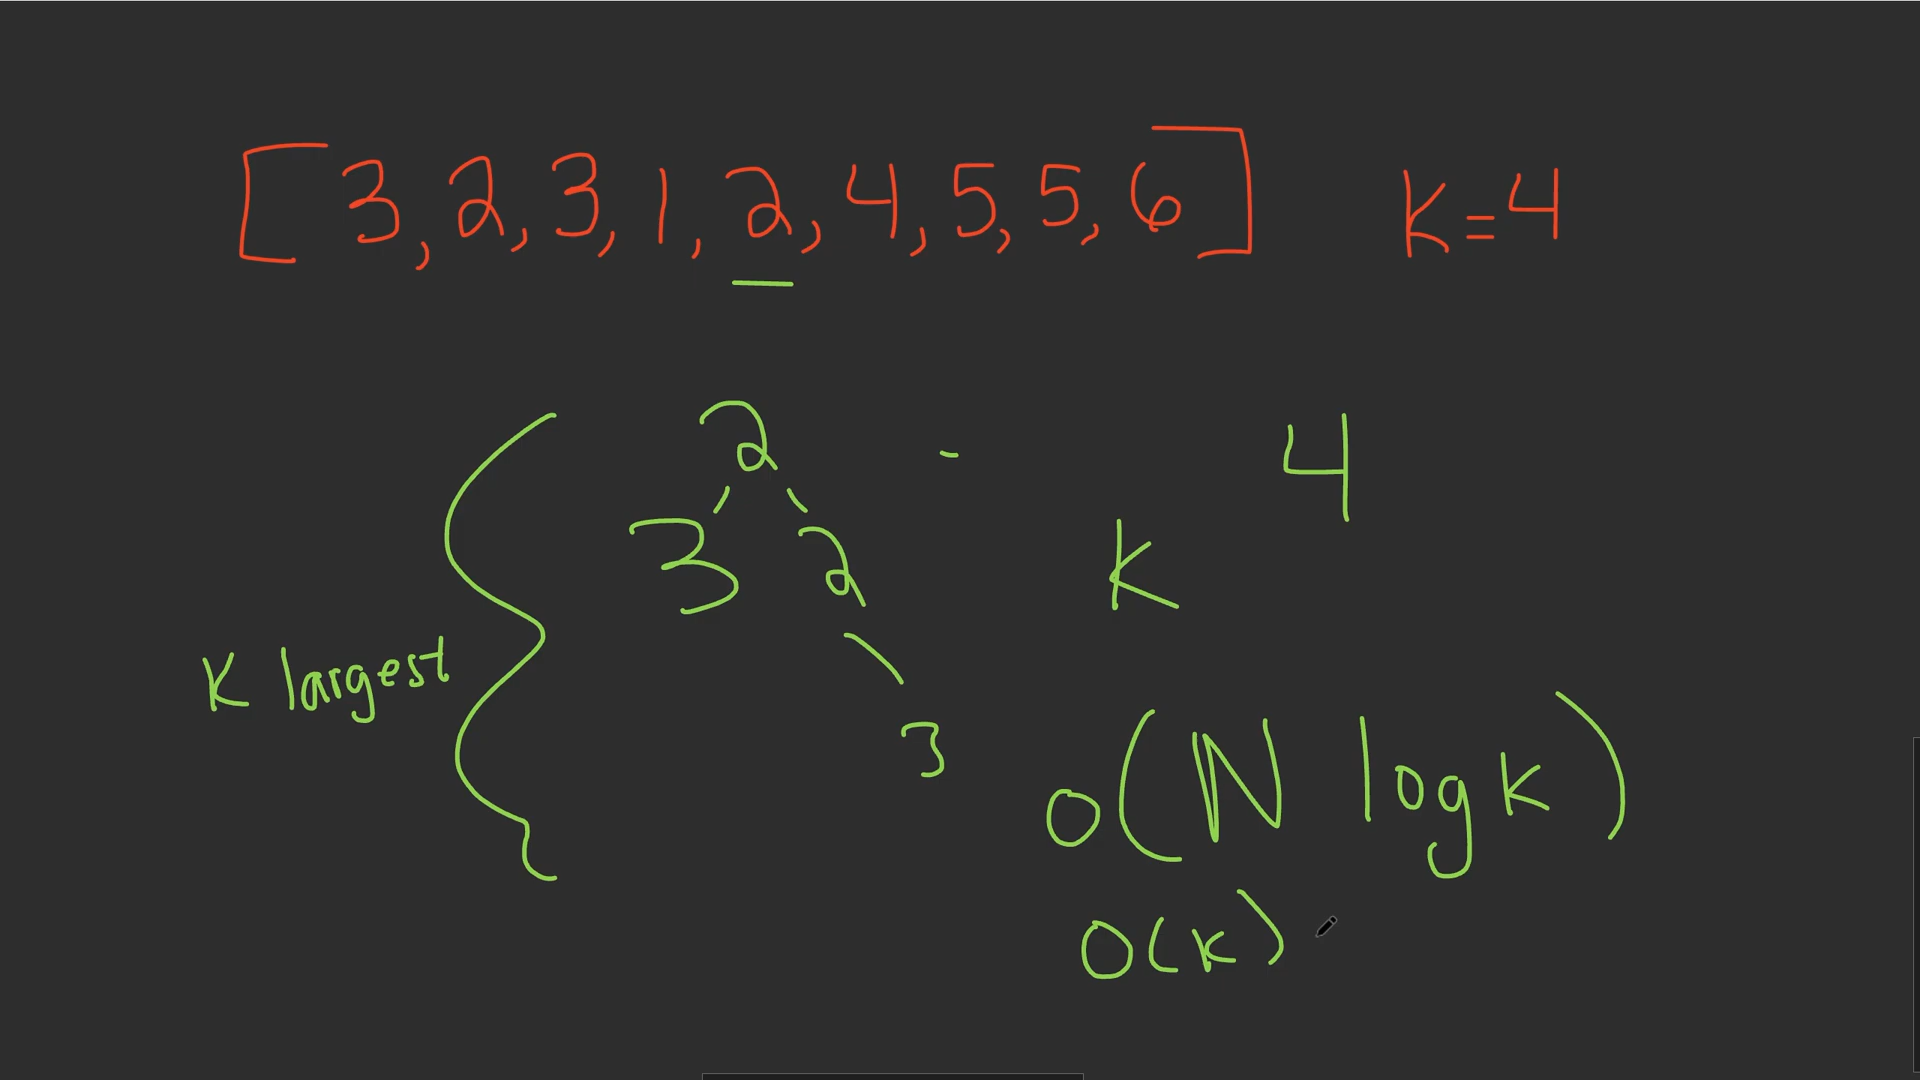 [3, 2, 3, 1, 2, 4, 5, 5, 6] K=4
2 - 4
3 2 K
K largest
3
O(N log K)
O(K)